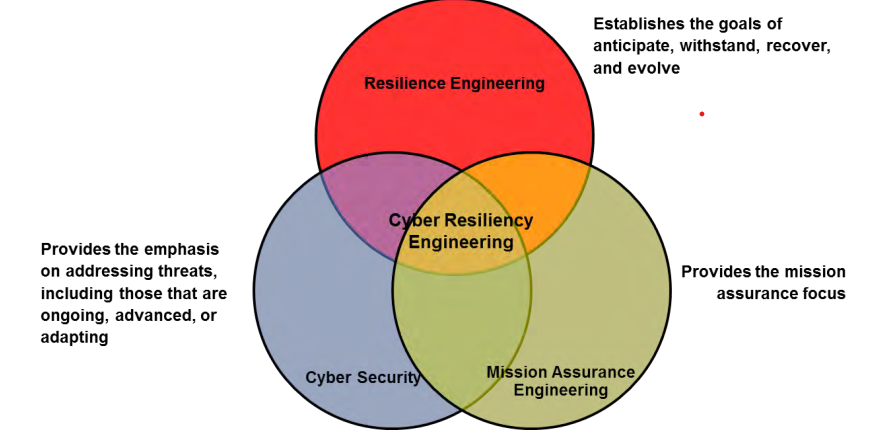 Establishes the goals of
anticipate, withstand, recover,
and evolve
Resilience Engineering
Cyber Resiliency
Engineering
Provides the emphasis
on addressing threats,
including those that are
ongoing, advanced, or
adapting
Provides the mission
assurance focus
Cyber Security
Mission Assurance
Engineering